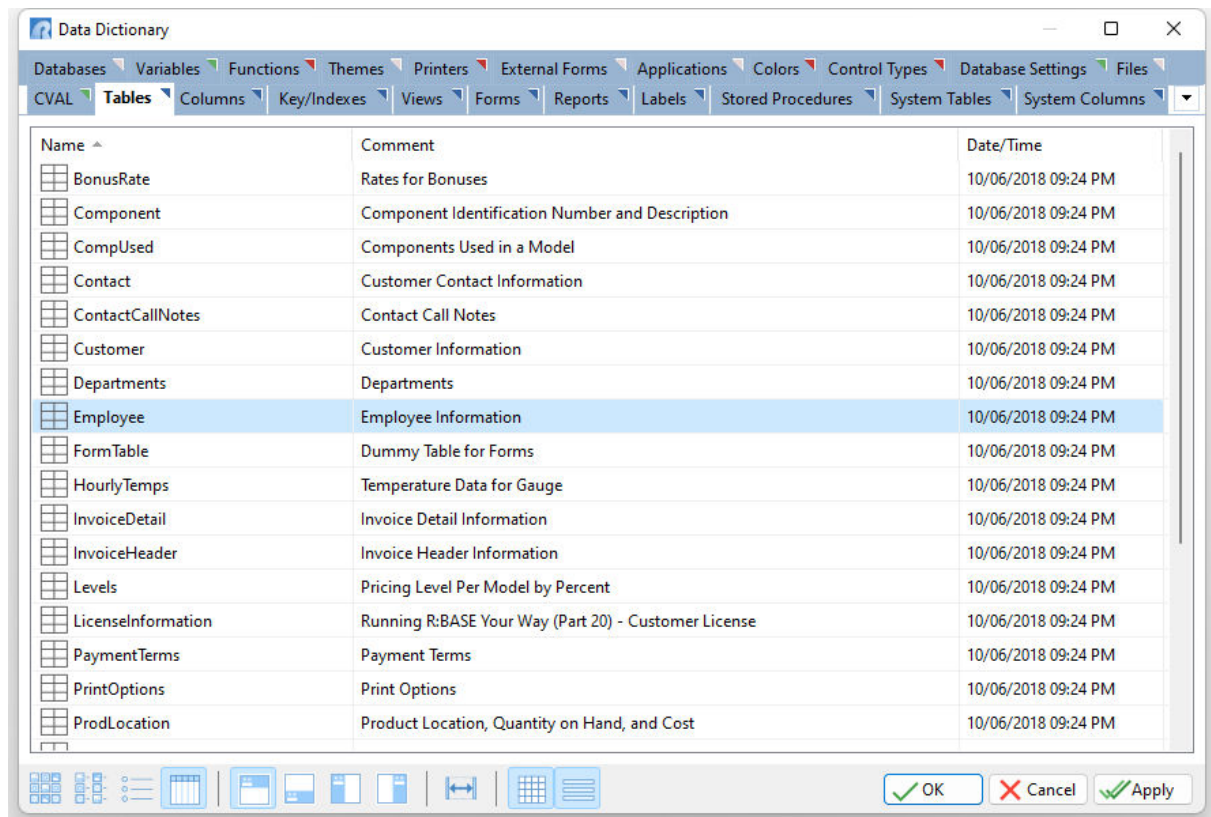 Data Dictionary
Databases Variables Functions Themes Printers External Forms Applications Colors Control Types Database Settings Files
CVAL Tables Columns Key/Indexes Views Forms Reports Labels Stored Procedures System Tables System Columns
Name Comment Date/Time
BonusRate Rates for Bonuses 10/06/2018 09:24 PM
Component Component Identification Number and Description 10/06/2018 09:24 PM
CompUsed Components Used in a Model 10/06/2018 09:24 PM
Contact Customer Contact Information 10/06/2018 09:24 PM
ContactCallNotes Contact Call Notes 10/06/2018 09:24 PM
Customer Customer Information 10/06/2018 09:24 PM
Departments Departments 10/06/2018 09:24 PM
Employee Employee Information 10/06/2018 09:24 PM
FormTable Dummy Table for Forms 10/06/2018 09:24 PM
HourlyTemps Temperature Data for Gauge 10/06/2018 09:24 PM
InvoiceDetail Invoice Detail Information 10/06/2018 09:24 PM
InvoiceHeader Invoice Header Information 10/06/2018 09:24 PM
Levels Pricing Level Per Model by Percent 10/06/2018 09:24 PM
LicenseInformation Running R:BASE Your Way (Part 20) - Customer License 10/06/2018 09:24 PM
PaymentTerms Payment Terms 10/06/2018 09:24 PM
PrintOptions Print Options 10/06/2018 09:24 PM
ProdLocation Product Location, Quantity on Hand, and Cost 10/06/2018 09:24 PM
OK Cancel Apply